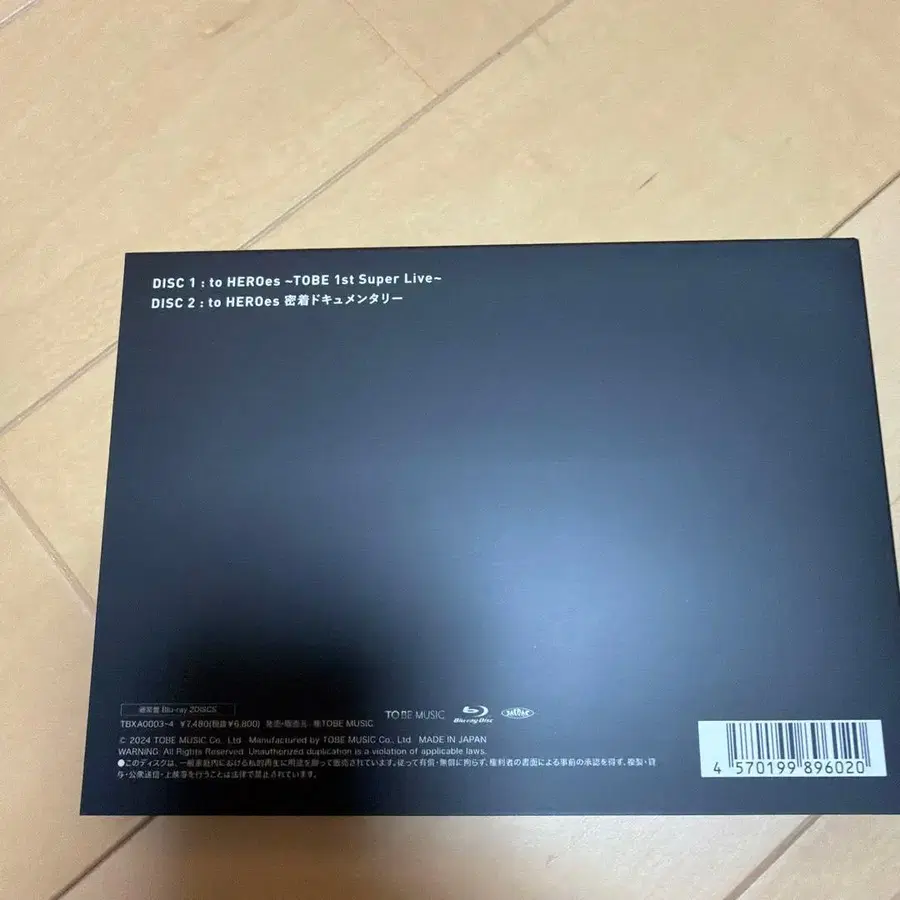 DISC 1 : to HEROes ~TOBE 1st Super Live~
DISC 2 : to HEROes 密着ドキュメンタリー
通常盤 Blu-ray 2DISCS
TBXA0003-4 ¥7,480(税抜¥6,800) 発売・販売元 ㈱TOBE MUSIC
TOBE MUSIC
Blu-ray Disc
© 2024 TOBE MUSIC Co., Ltd. Manufactured by TOBE MUSIC Co., Ltd. MADE IN JAPAN
WARNING: All Rights Reserved. Unauthorized duplication is a violation of applicable laws.
●このディスクは、一般家庭内における私的再生に用途を限って販売されています。従って有償・無償に拘らず、権利者の書面による事前の承認を得ず、複製・貸
与・公衆送信・上映等を行うことは法律で禁止されています。
4 570199 896020